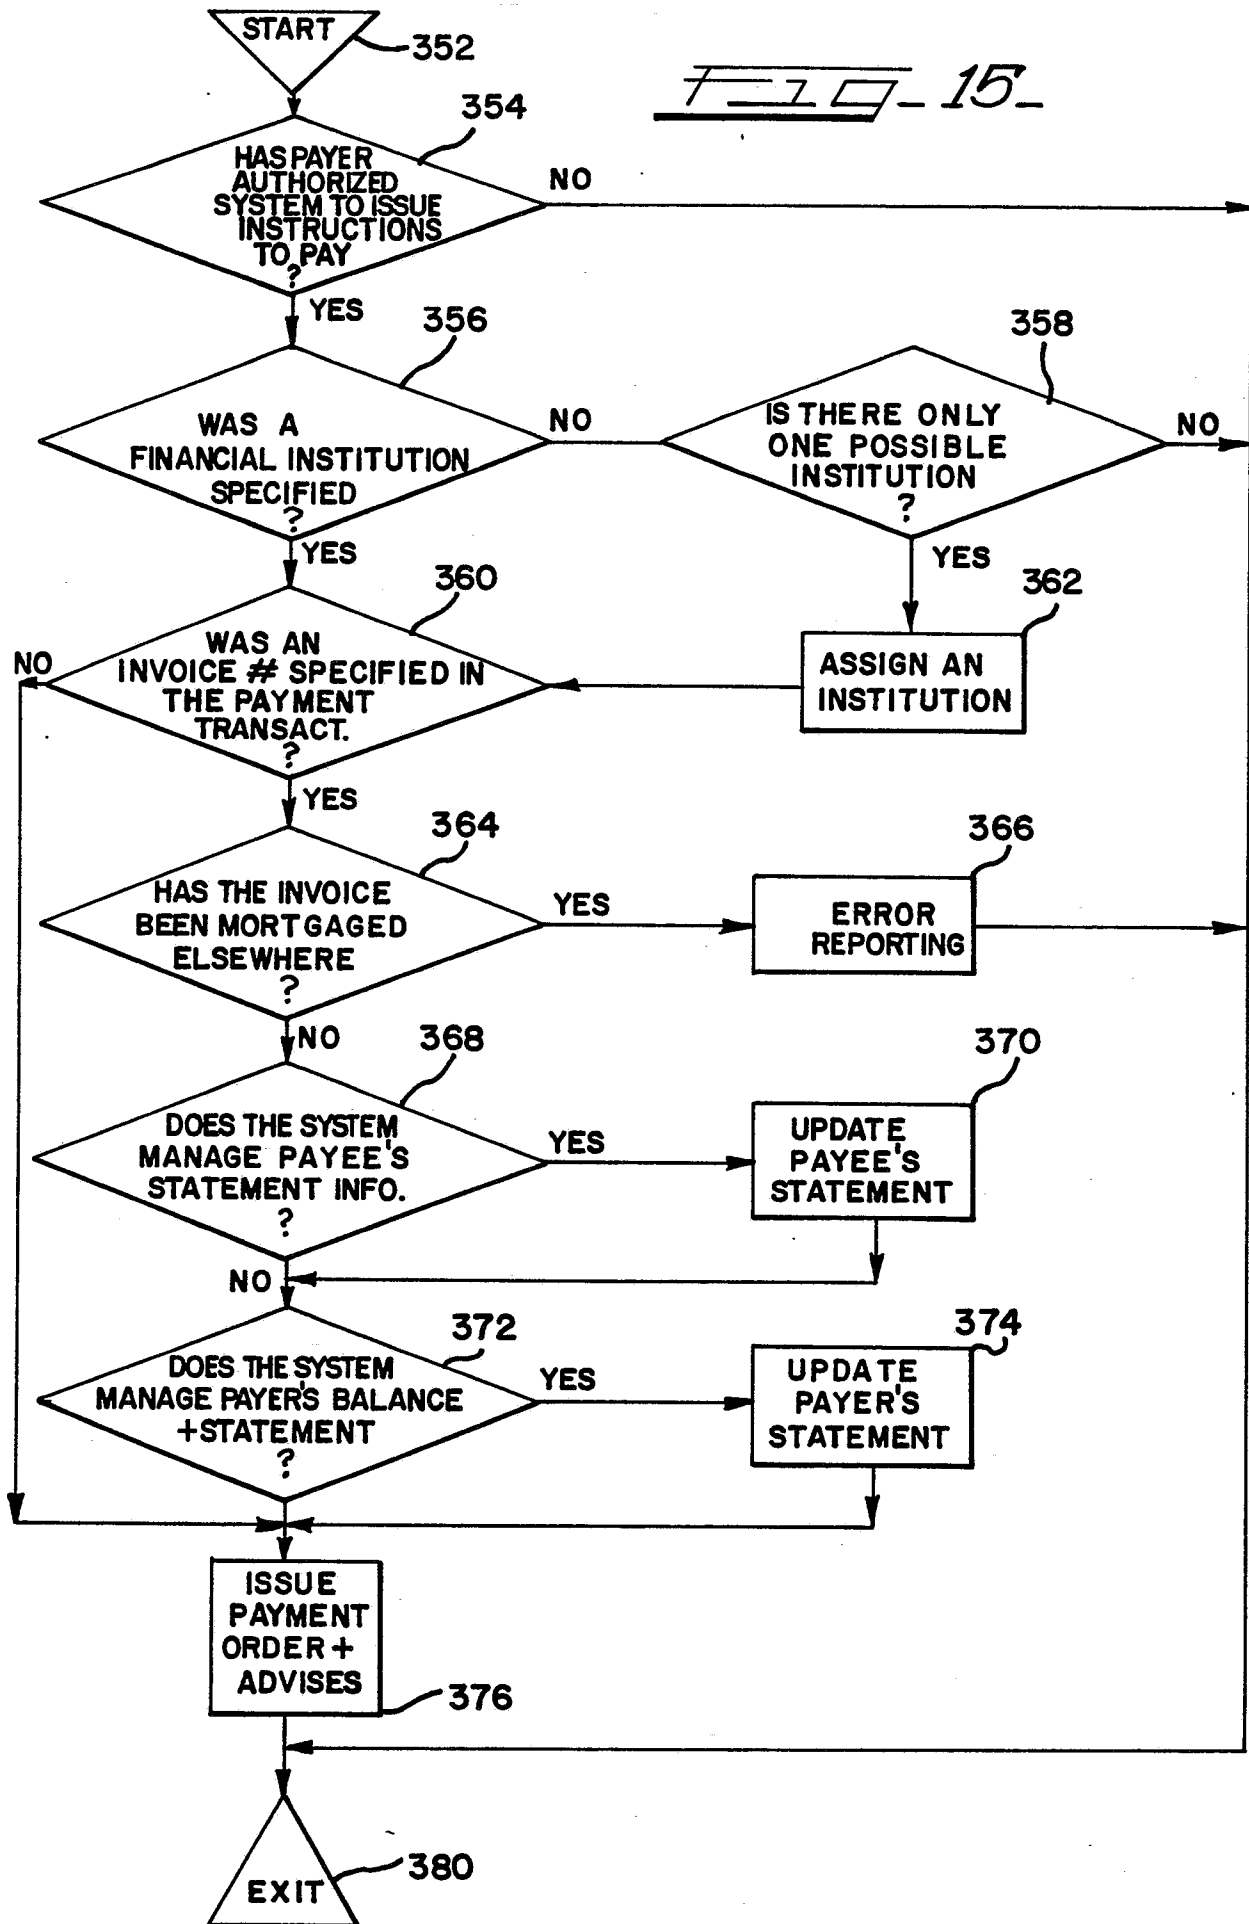 START
352
Fig-15-
354
HAS PAYER
AUTHORIZED
SYSTEM TO ISSUE
INSTRUCTIONS
TO PAY
?
NO
YES
356
WAS A
FINANCIAL INSTITUTION
SPECIFIED
?
NO
358
IS THERE ONLY
ONE POSSIBLE
INSTITUTION
?
NO
YES
YES
360
WAS AN
INVOICE # SPECIFIED IN
THE PAYMENT
TRANSACT.
?
NO
362
ASSIGN AN
INSTITUTION
YES
364
HAS THE INVOICE
BEEN MORTGAGED
ELSEWHERE
?
YES
366
ERROR
REPORTING
NO
368
DOES THE SYSTEM
MANAGE PAYEE'S
STATEMENT INFO.
?
YES
370
UPDATE
PAYEE'S
STATEMENT
NO
372
DOES THE SYSTEM
MANAGE PAYER'S BALANCE
+STATEMENT
?
YES
374
UPDATE
PAYER'S
STATEMENT
ISSUE
PAYMENT
ORDER +
ADVISES
376
EXIT
380